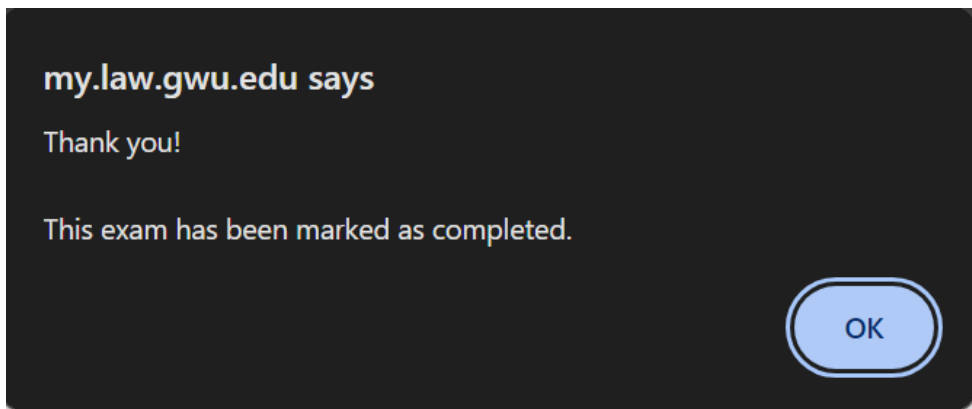 my.law.gwu.edu says
Thank you!
This exam has been marked as completed.
OK